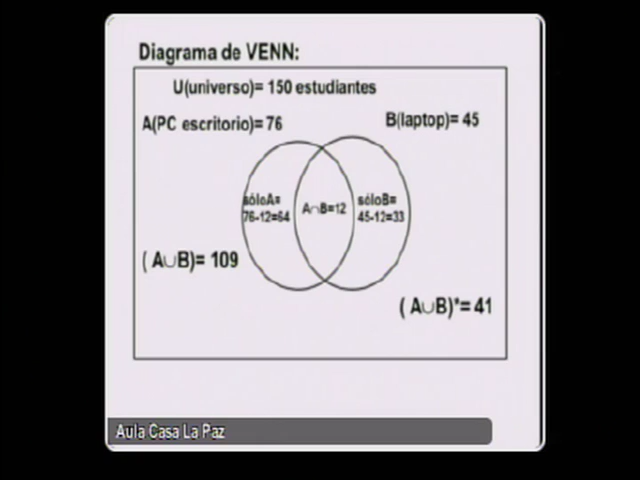 Diagrama de VENN:
U(universo)= 150 estudiantes
A(PC escritorio)= 76
B(laptop)= 45
sóloA=
76-12=64
A∩B=12
sóloB=
45-12=33
( A∪B)= 109
( A∪B)*= 41
Aula Casa La Paz